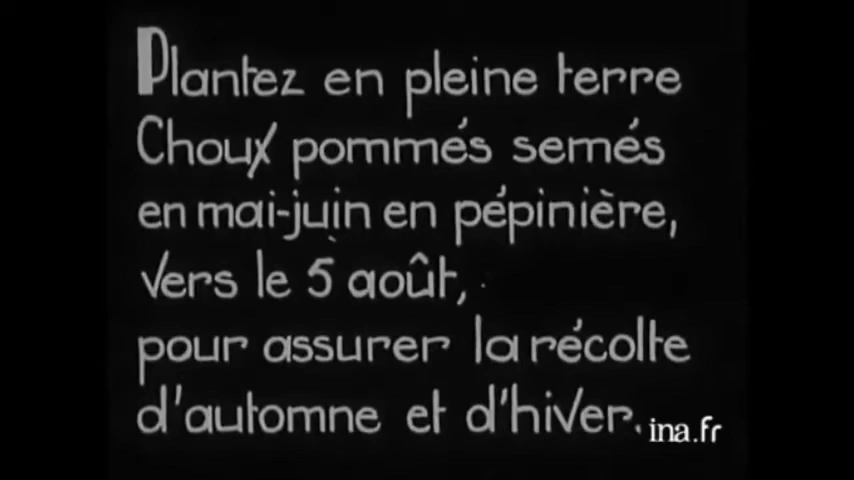 Plantez en pleine terre
Choux pommés semés
en mai-juin en pépinière,
vers le 5 août,
pour assurer la récolte
d'automne et d'hiver.
ina.fr